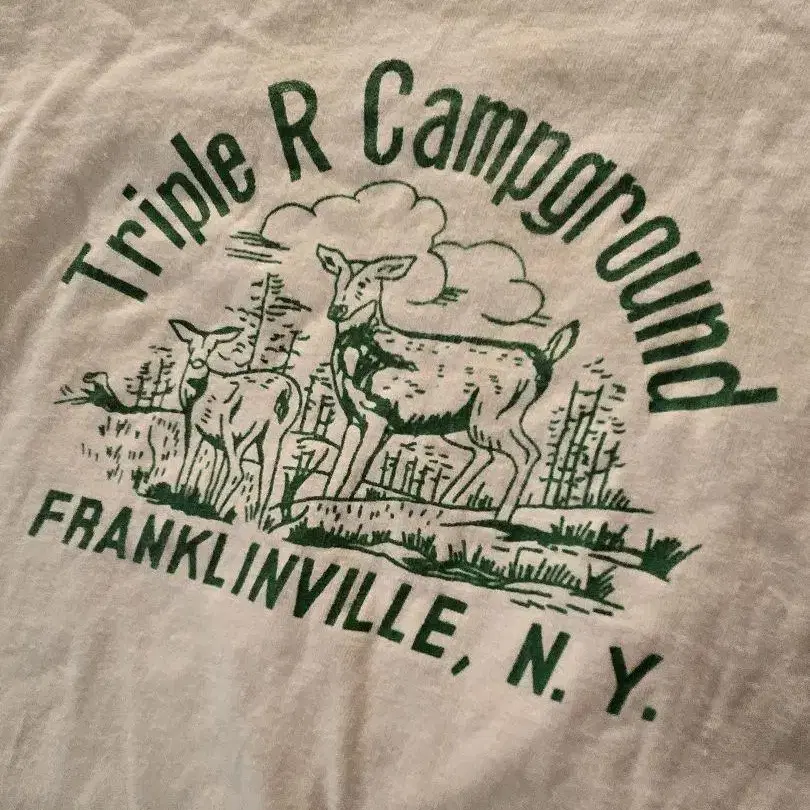 Triple R Campground
FRANKLINVILLE, N.Y.